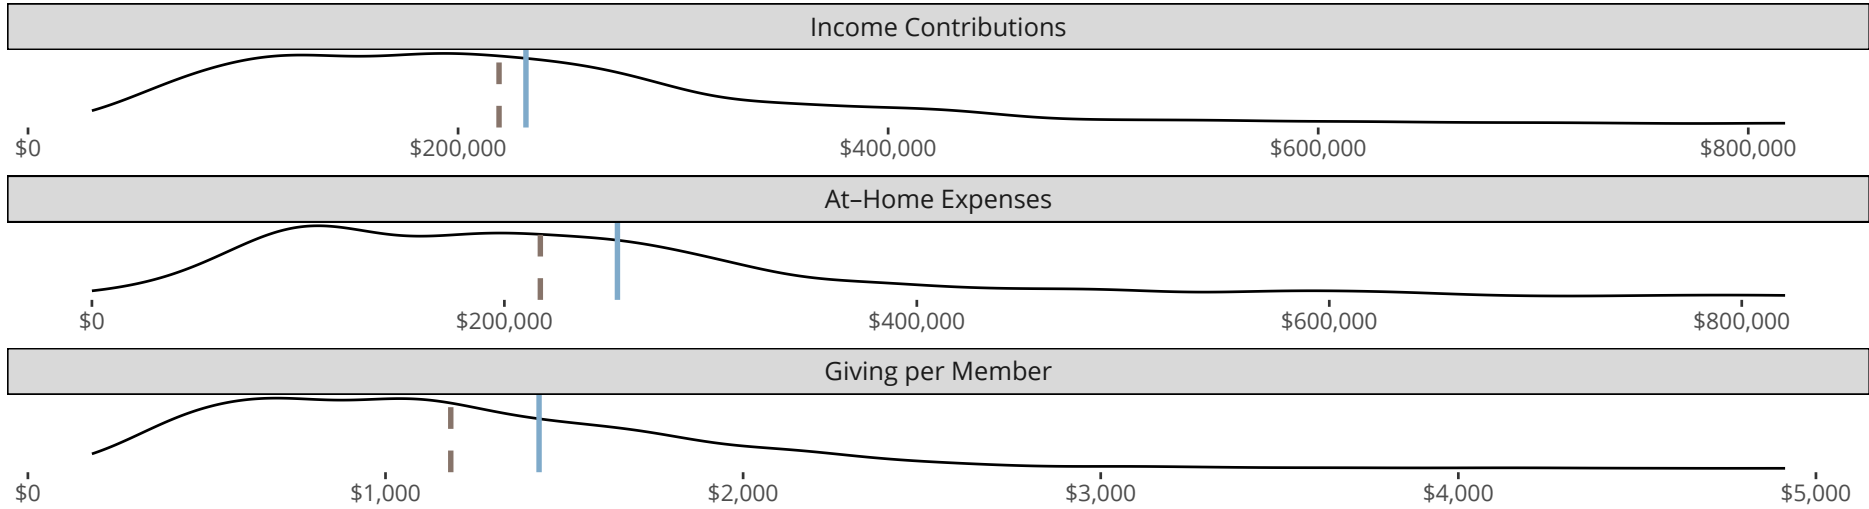 Income Contributions
$0 $200,000 $400,000 $600,000 $800,000
At–Home Expenses
$0 $200,000 $400,000 $600,000 $800,000
Giving per Member
$0 $1,000 $2,000 $3,000 $4,000 $5,000